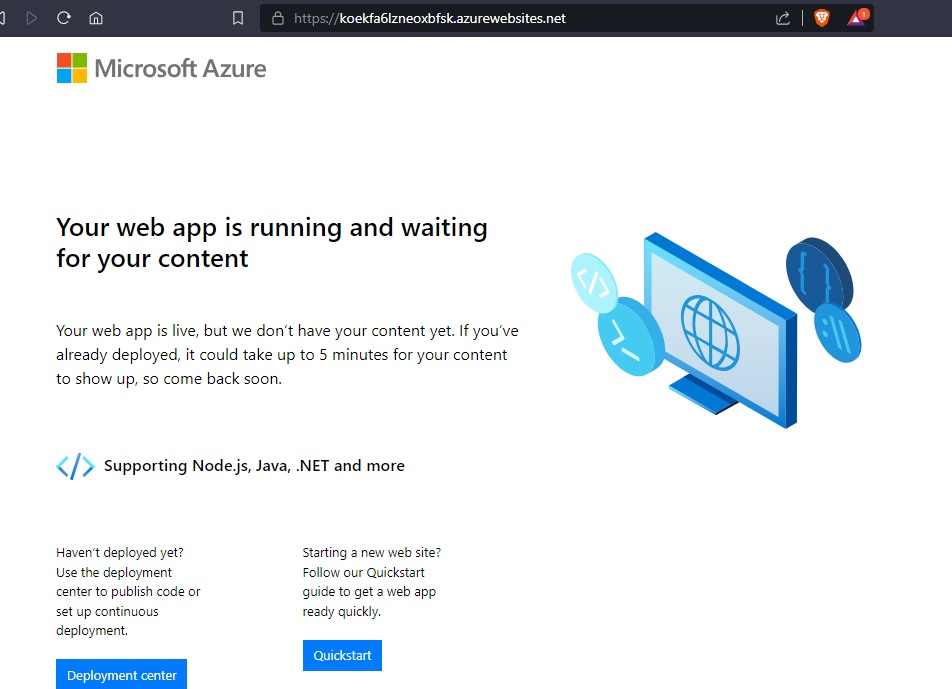 https://koekfa6lzneoxbfsk.azurewebsites.net
1
Microsoft Azure
Your web app is running and waiting
for your content
Your web app is live, but we don’t have your content yet. If you’ve
already deployed, it could take up to 5 minutes for your content
to show up, so come back soon.
Supporting Node.js, Java, .NET and more
Haven’t deployed yet?
Use the deployment
center to publish code or
set up continuous
deployment.
Deployment center
Starting a new web site?
Follow our Quickstart
guide to get a web app
ready quickly.
Quickstart